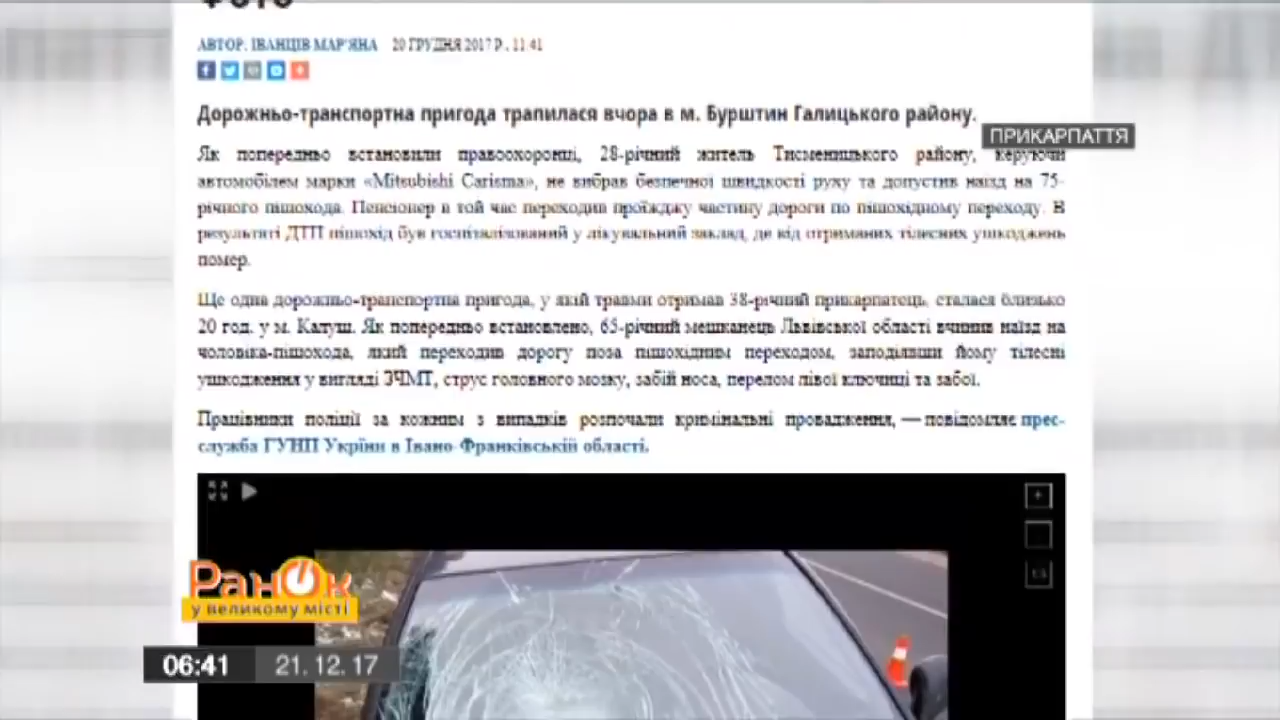 АВТОР: ІВАНЦІВ МАР'ЯНА 20 ГРУДНЯ 2017 Р., 11:41
Дорожньо-транспортна пригода трапилася вчора в м. Бурштин Галицького району.
ПРИКАРПАТТЯ
Як попередньо встановили правоохоронці, 28-річний житель Тисменицького району, керуючи
автомобілем марки «Mitsubishi Carisma», не вибрав безпечної швидкості руху та допустив наїзд на 75-
річного пішохода. Пенсіонер в той час переходив проїжджу частину дороги по пішохідному переходу. В
результаті ДТП пішохід був госпіталізований у лікувальний заклад, де від отриманих тілесних ушкоджень
помер.
Ще одна дорожньо-транспортна пригода, у якій травми отримав 38-річний прикарпатець, сталася близько
20 год. у м. Калуш. Як попередньо встановлено, 65-річний мешканець Львівської області вчинив наїзд на
чоловіка-пішохода, який переходив дорогу поза пішохідним переходом, заподіявши йому тілесні
ушкодження у вигляді ЗЧМТ, струс головного мозку, забій носа, перелом лівої ключиці та забої.
Працівники поліції за кожним з випадків розпочали кримінальні провадження, — повідомляє прес-
служба ГУНП Укрїни в Івано-Франківській області.
РанОк
у великому місті
06:41 21.12.17